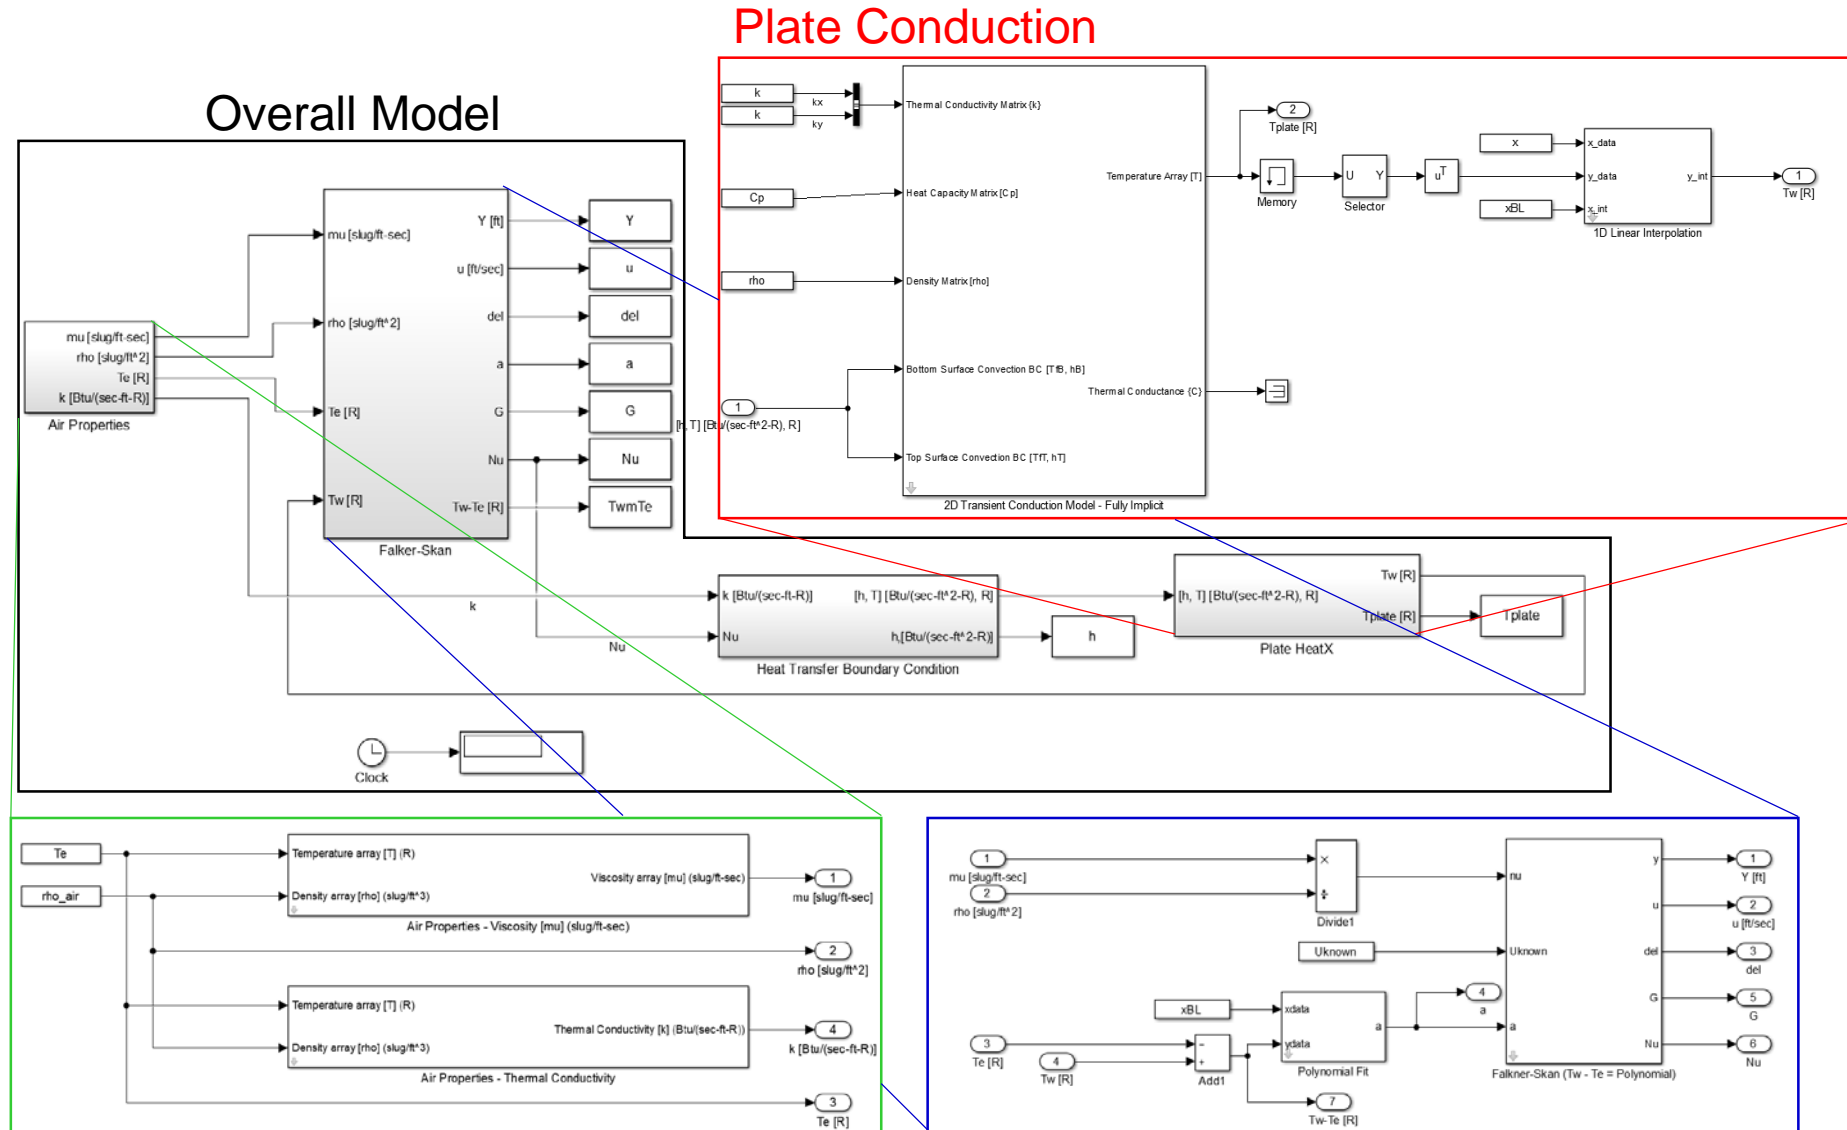 Plate Conduction
Overall Model
k
kx
k
ky
Thermal Conductivity Matrix {k}
Cp
Heat Capacity Matrix [Cp]
rho
Density Matrix [rho]
Bottom Surface Convection BC [TfB, hB]
1
[h, T] [Btu/(sec-ft^2-R), R]
Top Surface Convection BC [TfT, hT]
Temperature Array [T]
Thermal Conductance {C}
2D Transient Conduction Model - Fully Implicit
2
Tplate [R]
Memory
U Y
Selector
uT
x
xBL
x_data
y_data
x_int
y_int
1D Linear Interpolation
1
Tw [R]
mu [slug/ft-sec]
rho [slug/ft^2]
Te [R]
k [Btu/(sec-ft-R)]
Air Properties
mu [slug/ft-sec]
rho [slug/ft^2]
Te [R]
Tw [R]
Y [ft]
u [ft/sec]
del
a
G
Nu
Tw-Te [R]
Falker-Skan
Y
u
del
a
G
Nu
TwmTe
k
Nu
k [Btu/(sec-ft-R)]
Nu
[h, T] [Btu/(sec-ft^2-R), R]
h,[Btu/(sec-ft^2-R)]
Heat Transfer Boundary Condition
h
[h, T] [Btu/(sec-ft^2-R), R]
Tw [R]
Tplate [R]
Plate HeatX
Tplate
Clock
Te
rho_air
Temperature array [T] (R)
Density array [rho] (slug/ft^3)
Viscosity array [mu] (slug/ft-sec)
Air Properties - Viscosity [mu] (slug/ft-sec)
1
mu [slug/ft-sec]
2
rho [slug/ft^2]
Temperature array [T] (R)
Density array [rho] (slug/ft^3)
Thermal Conductivity [k] (Btu/(sec-ft-R))
Air Properties - Thermal Conductivity
4
k [Btu/(sec-ft-R)]
3
Te [R]
1
mu [slug/ft-sec]
2
rho [slug/ft^2]
×
÷
Divide1
Uknown
xBL
3
Te [R]
4
Tw [R]
−
+
Add1
xdata
ydata
a
Polynomial Fit
4
a
7
Tw-Te [R]
nu
Uknown
a
y
u
del
G
Nu
Falkner-Skan (Tw - Te = Polynomial)
1
Y [ft]
2
u [ft/sec]
3
del
5
G
6
Nu